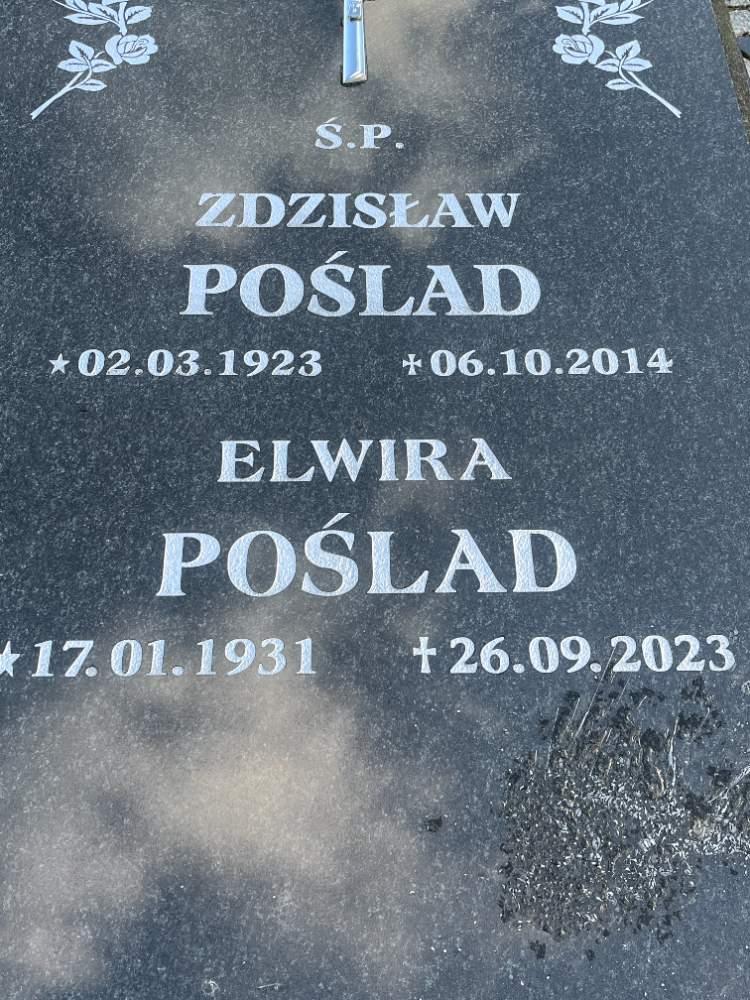 Ś.P.
ZDZISŁAW
POŚLAD
★02.03.1923 ✝06.10.2014
ELWIRA
POŚLAD
★17.01.1931 ✝26.09.2023